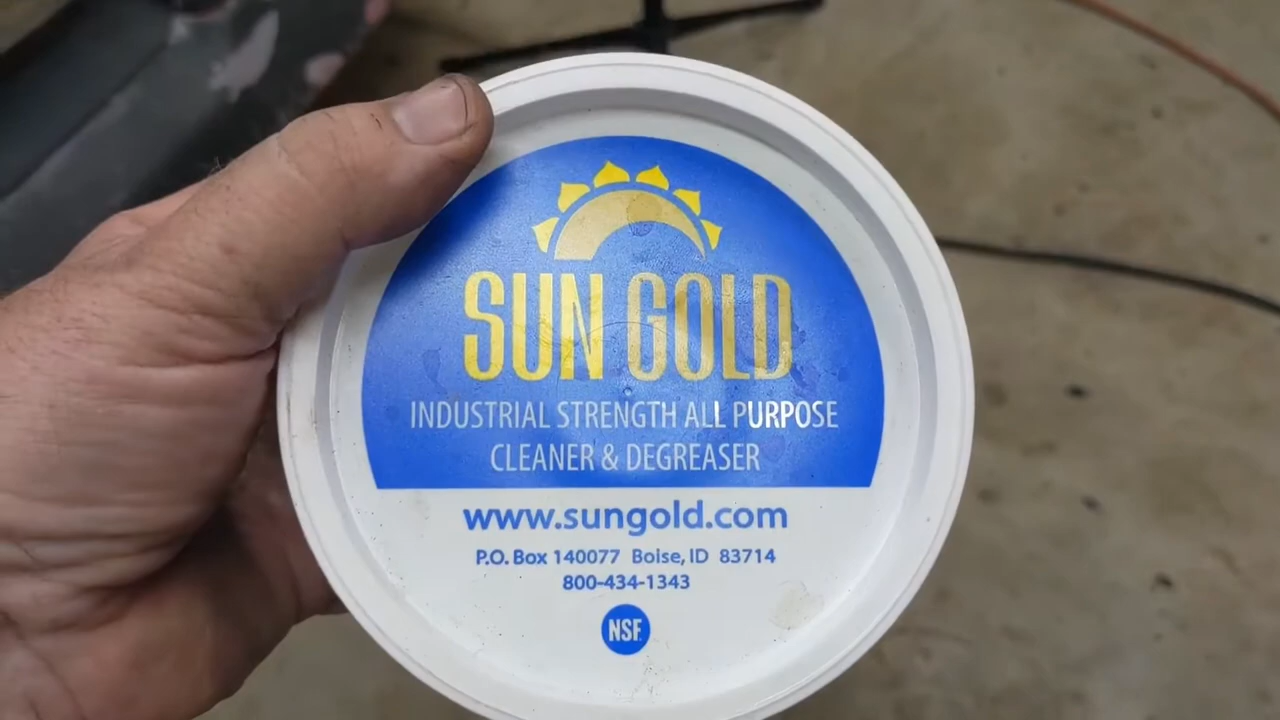 SUN GOLD
INDUSTRIAL STRENGTH ALL PURPOSE
CLEANER & DEGREASER
www.sungold.com
P.O. Box 140077 Boise, ID 83714
800-434-1343
NSF